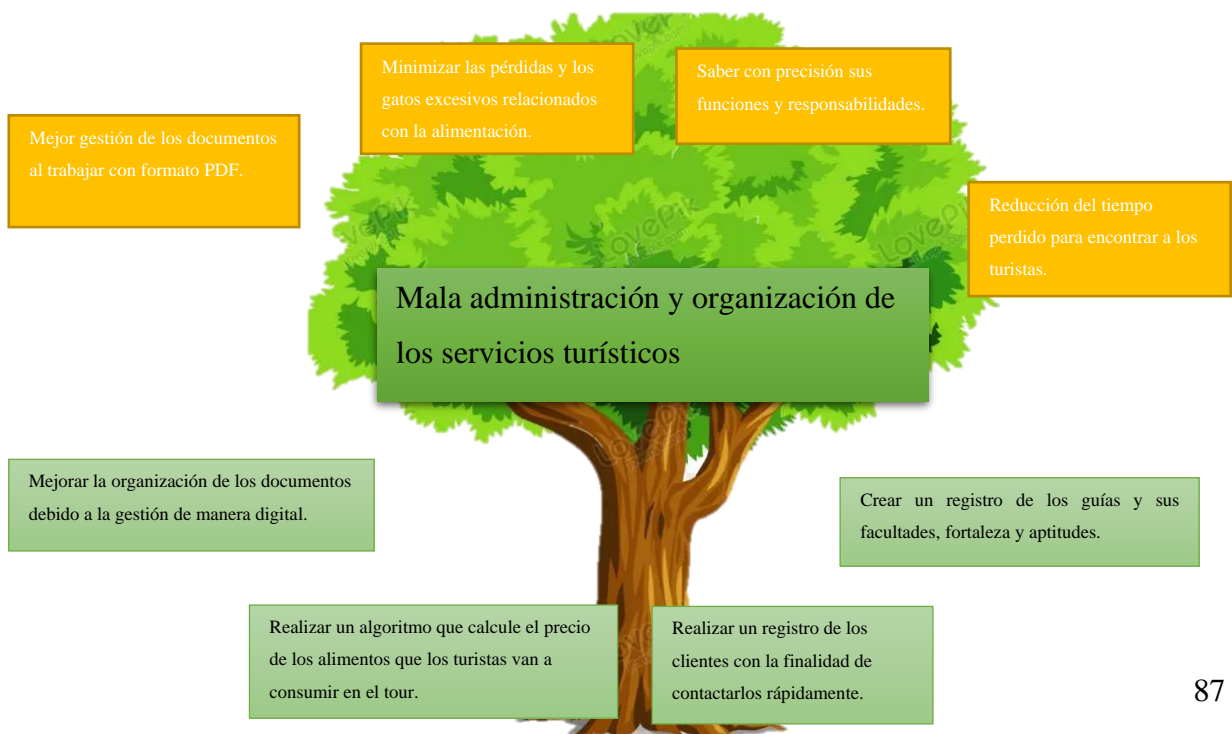 Minimizar las pérdidas y los
gatos excesivos relacionados
con la alimentación.
Saber con precisión sus
funciones y responsabilidades.
Mejor gestión de los documentos
al trabajar con formato PDF.
Reducción del tiempo
perdido para encontrar a los
turistas.
Mala administración y organización de
los servicios turísticos
Mejorar la organización de los documentos
debido a la gestión de manera digital.
Crear un registro de los guías y sus
facultades, fortaleza y aptitudes.
Realizar un algoritmo que calcule el precio
de los alimentos que los turistas van a
consumir en el tour.
Realizar un registro de los
clientes con la finalidad de
contactarlos rápidamente.
87